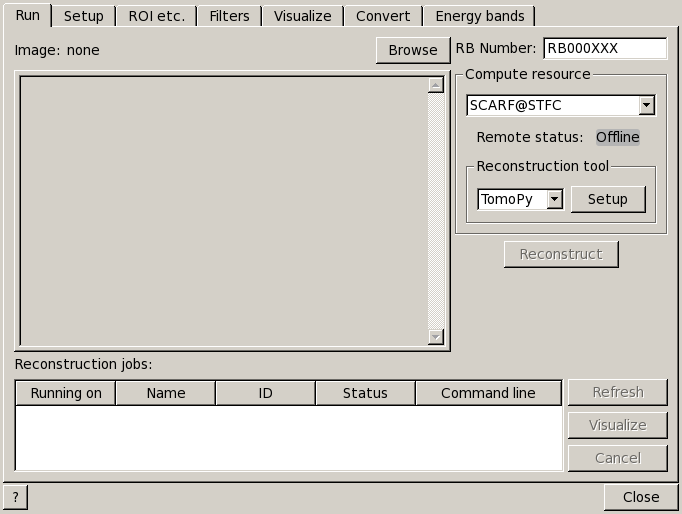 Run Setup ROI etc. Filters Visualize Convert Energy bands
Image: none Browse RB Number: RB000XXX
Compute resource
SCARF@STFC
Remote status: Offline
Reconstruction tool
TomoPy Setup
Reconstruct
Reconstruction jobs:
Running on Name ID Status Command line
Refresh
Visualize
Cancel
? Close